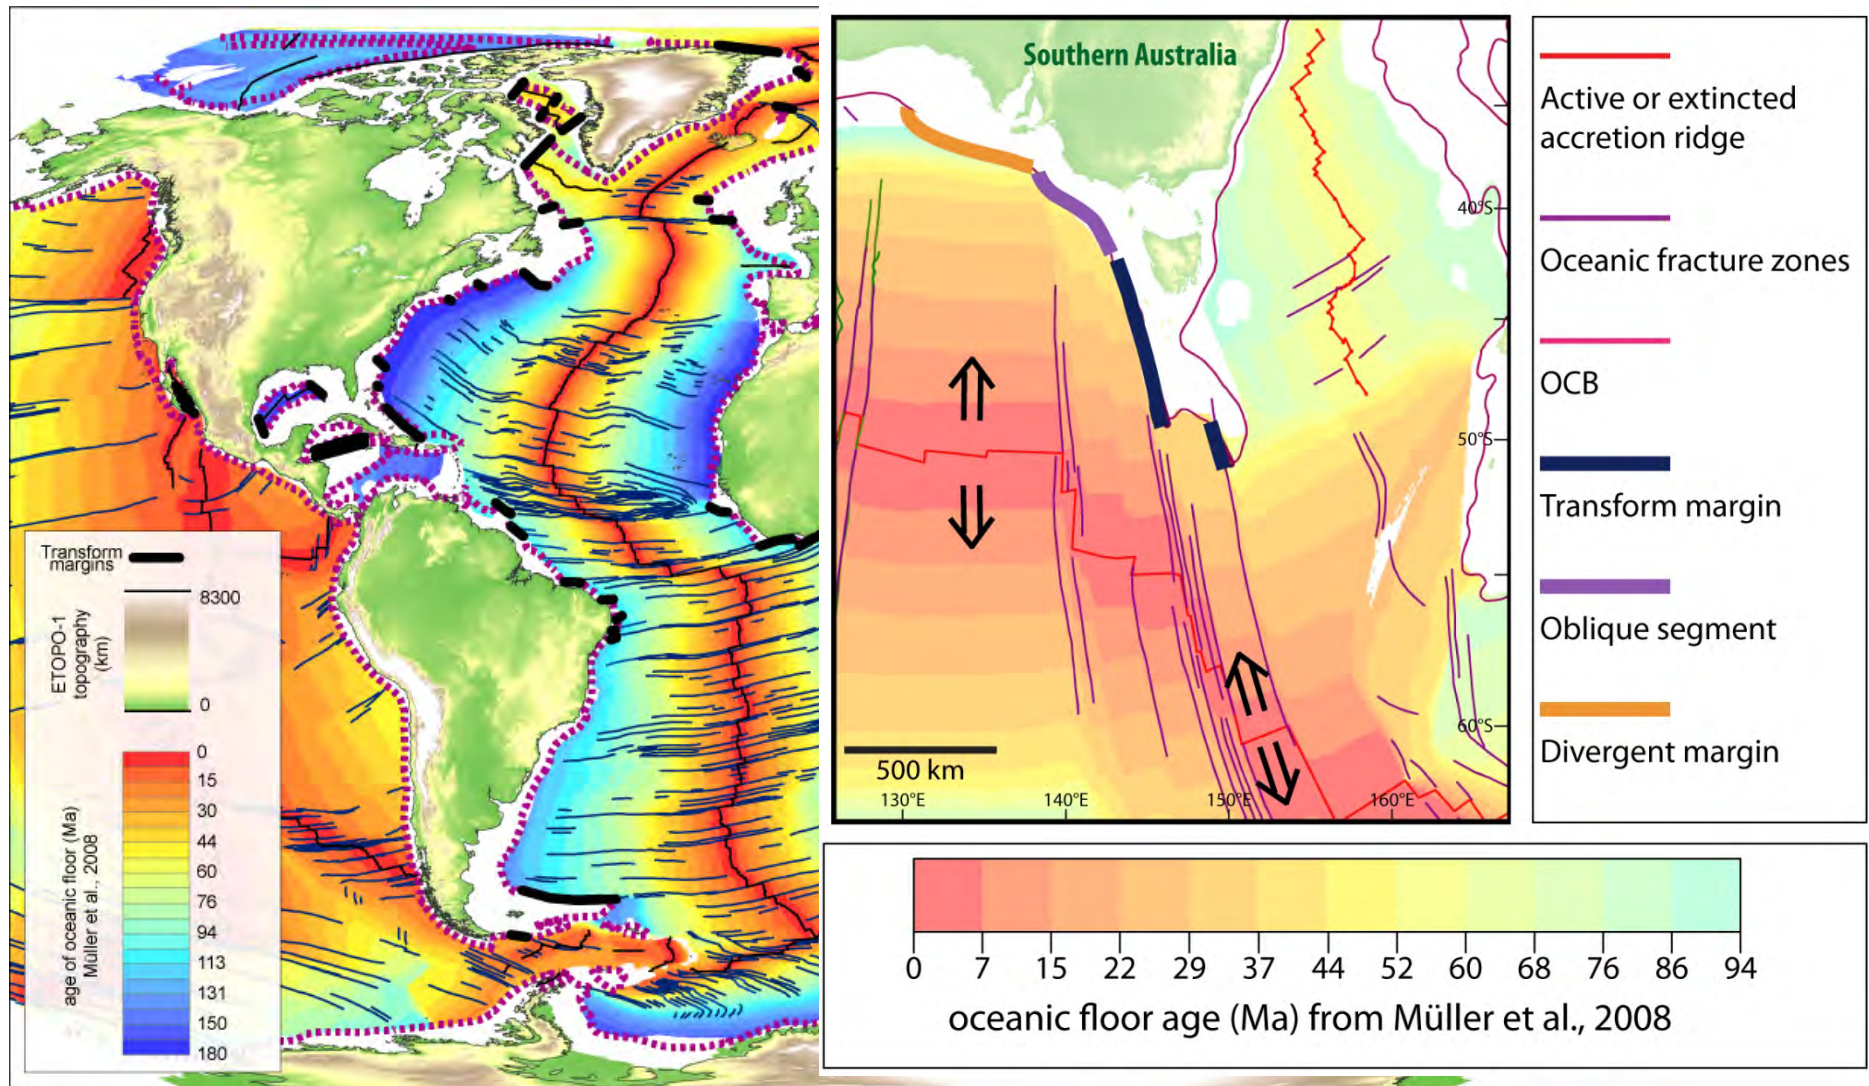 Transform
margins
8300
ETOPO-1
topography
(km)
0
age of oceanic floor (Ma)
Müller et al., 2008
0
15
30
44
60
76
94
113
131
150
180
Southern Australia
40°S
50°S
60°S
500 km
130°E
140°E
150°E
160°E
Active or extincted
accretion ridge
Oceanic fracture zones
OCB
Transform margin
Oblique segment
Divergent margin
0
7
15
22
29
37
44
52
60
68
76
86
94
oceanic floor age (Ma) from Müller et al., 2008